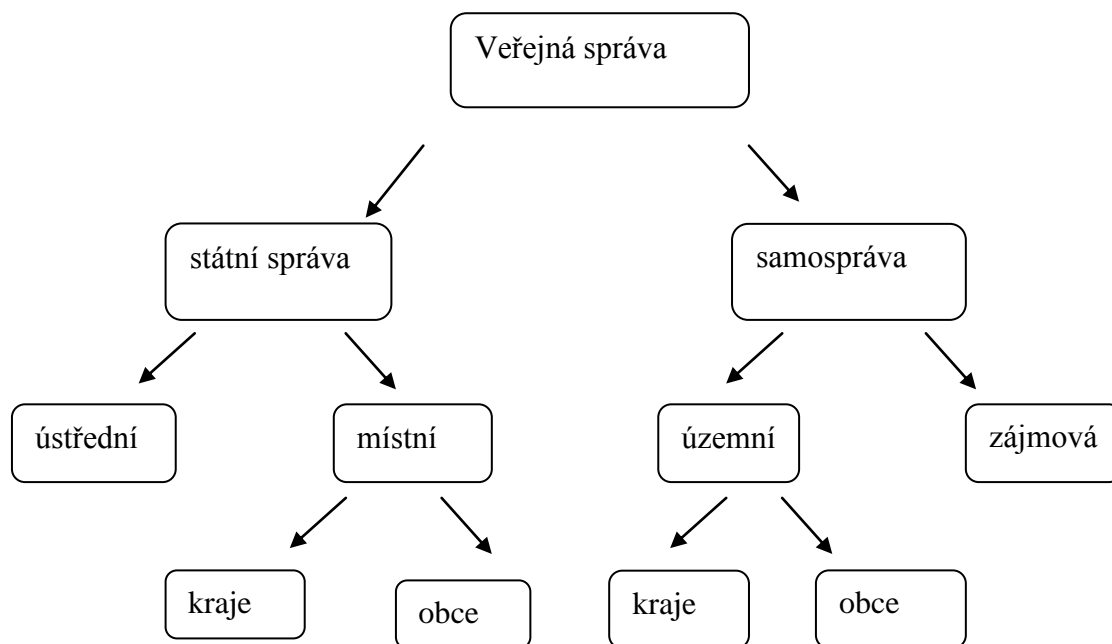 Veřejná správa
státní správa
samospráva
ústřední
místní
územní
zájmová
kraje
obce
kraje
obce